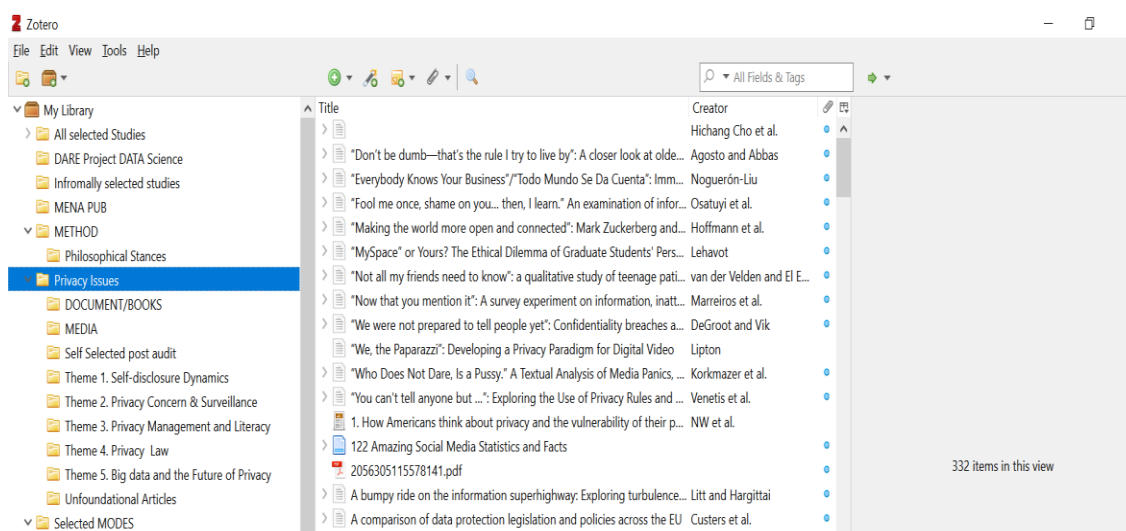 Zotero
File Edit View Tools Help
All Fields & Tags
My Library
All selected Studies
DARE Project DATA Science
Infromally selected studies
MENA PUB
METHOD
Philosophical Stances
Privacy Issues
DOCUMENT/BOOKS
MEDIA
Self Selected post audit
Theme 1. Self-disclosure Dynamics
Theme 2. Privacy Concern & Surveillance
Theme 3. Privacy Management and Literacy
Theme 4. Privacy Law
Theme 5. Big data and the Future of Privacy
Unfoundational Articles
Selected MODES
Title Creator
Hichang Cho et al.
"Don't be dumb—that's the rule I try to live by": A closer look at olde... Agosto and Abbas
"Everybody Knows Your Business"/"Todo Mundo Se Da Cuenta": Imm... Noguerón-Liu
"Fool me once, shame on you... then, I learn." An examination of infor... Osatuyi et al.
"Making the world more open and connected": Mark Zuckerberg and... Hoffmann et al.
"MySpace" or Yours? The Ethical Dilemma of Graduate Students' Pers... Lehavot
"Not all my friends need to know": a qualitative study of teenage pati... van der Velden and El E...
"Now that you mention it": A survey experiment on information, inatt... Marreiros et al.
"We were not prepared to tell people yet": Confidentiality breaches a... DeGroot and Vik
"We, the Paparazzi": Developing a Privacy Paradigm for Digital Video Lipton
"Who Does Not Dare, Is a Pussy." A Textual Analysis of Media Panics, ... Korkmazer et al.
"You can't tell anyone but ...": Exploring the Use of Privacy Rules and ... Venetis et al.
1. How Americans think about privacy and the vulnerability of their p... NW et al.
122 Amazing Social Media Statistics and Facts
2056305115578141.pdf
A bumpy ride on the information superhighway: Exploring turbulence... Litt and Hargittai
A comparison of data protection legislation and policies across the EU Custers et al.
332 items in this view